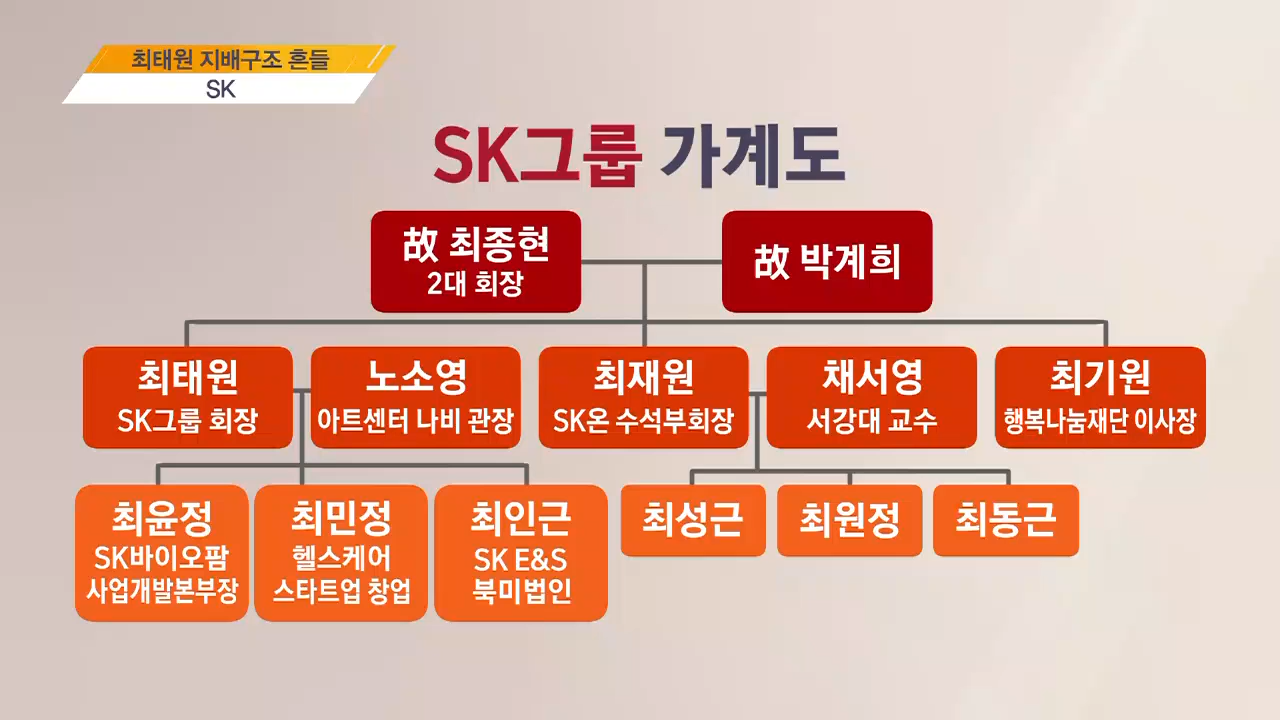 최태원 지배구조 흔들
SK
SK그룹 가계도
故 최종현
2대 회장
故 박계희
최태원
SK그룹 회장
노소영
아트센터 나비 관장
최재원
SK온 수석부회장
채서영
서강대 교수
최기원
행복나눔재단 이사장
최윤정
SK바이오팜
사업개발본부장
최민정
헬스케어
스타트업 창업
최인근
SK E&S
북미법인
최성근
최원정
최동근